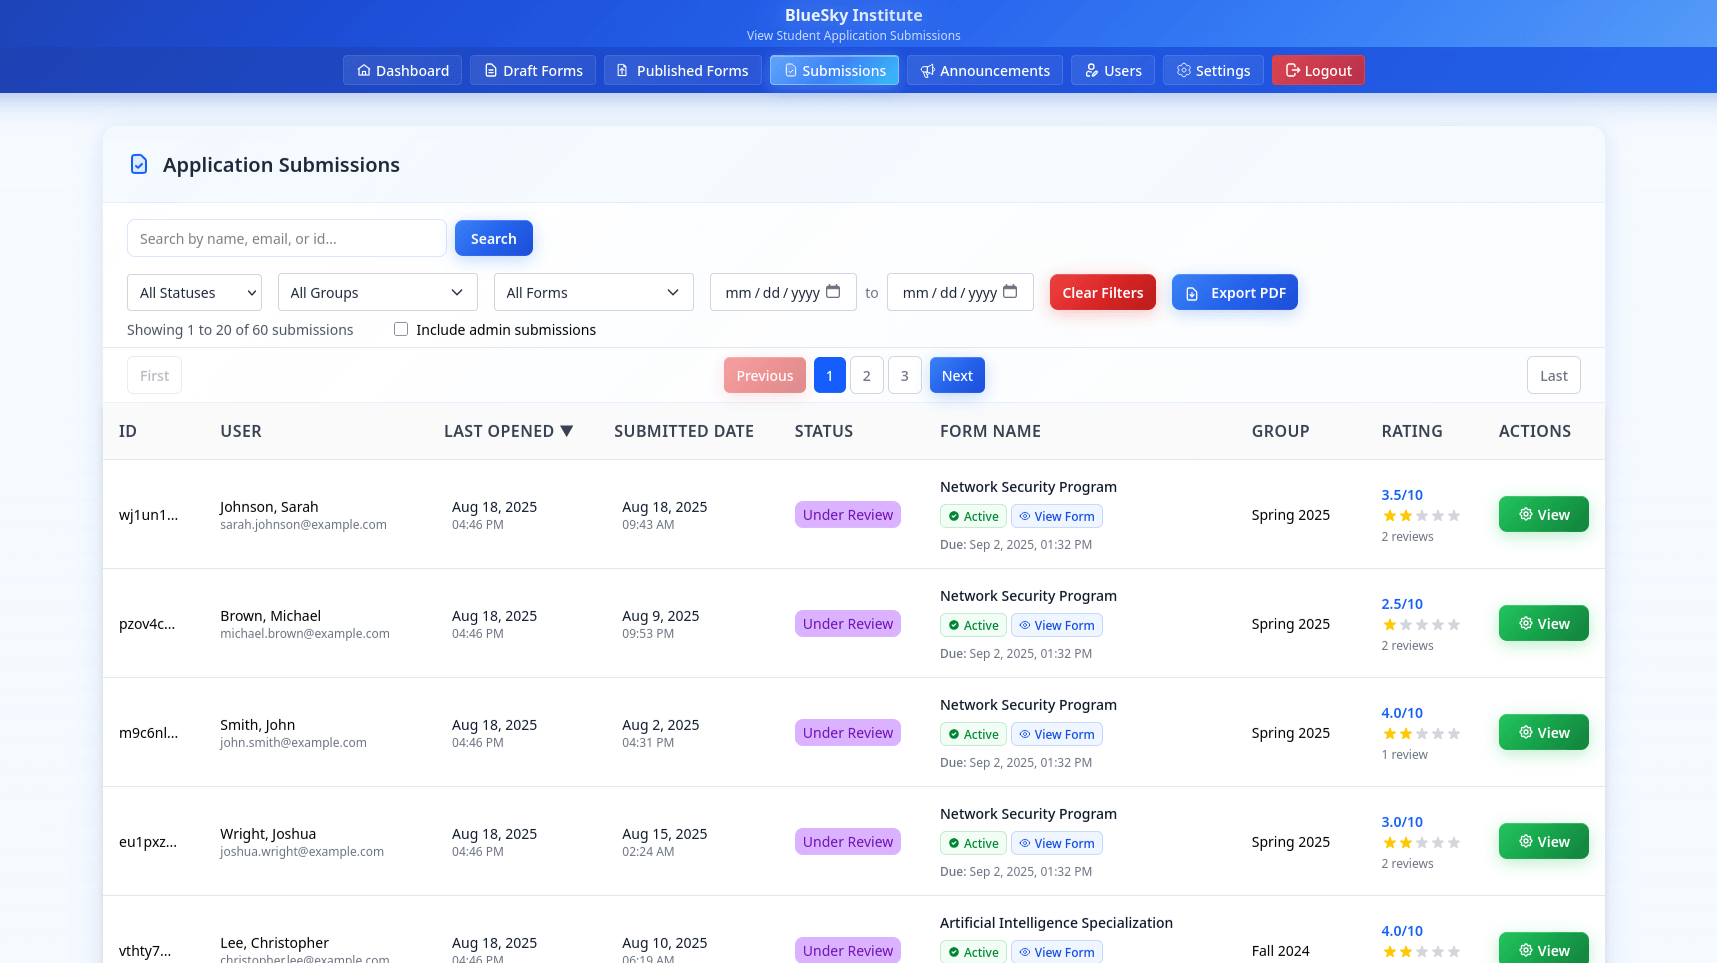 BlueSky Institute
View Student Application Submissions
Dashboard Draft Forms Published Forms Submissions Announcements Users Settings Logout
Application Submissions
Search by name, email, or id... Search
All Statuses All Groups All Forms mm/dd/yyyy to mm/dd/yyyy Clear Filters Export PDF
Showing 1 to 20 of 60 submissions Include admin submissions
First Previous 1 2 3 Next Last
ID USER LAST OPENED ▼ SUBMITTED DATE STATUS FORM NAME GROUP RATING ACTIONS
wj1un1... Johnson, Sarah Aug 18, 2025 Aug 18, 2025 Under Review Network Security Program Spring 2025 3.5/10 View
sarah.johnson@example.com 04:46 PM 09:43 AM Active View Form
Due: Sep 2, 2025, 01:32 PM 2 reviews
pzov4c... Brown, Michael Aug 18, 2025 Aug 9, 2025 Under Review Network Security Program Spring 2025 2.5/10 View
michael.brown@example.com 04:46 PM 09:53 PM Active View Form
Due: Sep 2, 2025, 01:32 PM 2 reviews
m9c6nl... Smith, John Aug 18, 2025 Aug 2, 2025 Under Review Network Security Program Spring 2025 4.0/10 View
john.smith@example.com 04:46 PM 04:31 PM Active View Form
Due: Sep 2, 2025, 01:32 PM 1 review
eu1pxz... Wright, Joshua Aug 18, 2025 Aug 15, 2025 Under Review Network Security Program Spring 2025 3.0/10 View
joshua.wright@example.com 04:46 PM 02:24 AM Active View Form
Due: Sep 2, 2025, 01:32 PM 2 reviews
vthty7... Lee, Christopher Aug 18, 2025 Aug 10, 2025 Under Review Artificial Intelligence Specialization Fall 2024 4.0/10 View
christopher.lee@example.com 04:46 PM 06:19 AM Active View Form